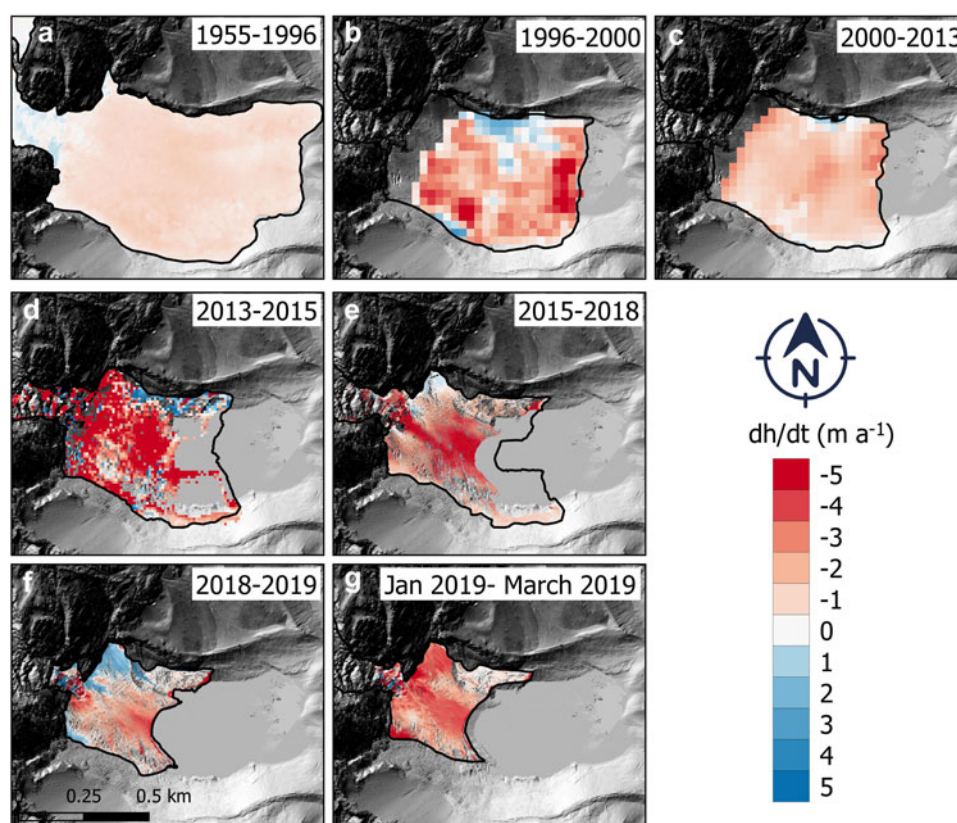 a 1955-1996
b 1996-2000
c 2000-2013
d 2013-2015
e 2015-2018
f 2018-2019
g Jan 2019- March 2019
0 0.25 0.5 km
N
dh/dt (m a⁻¹)
-5
-4
-3
-2
-1
0
1
2
3
4
5